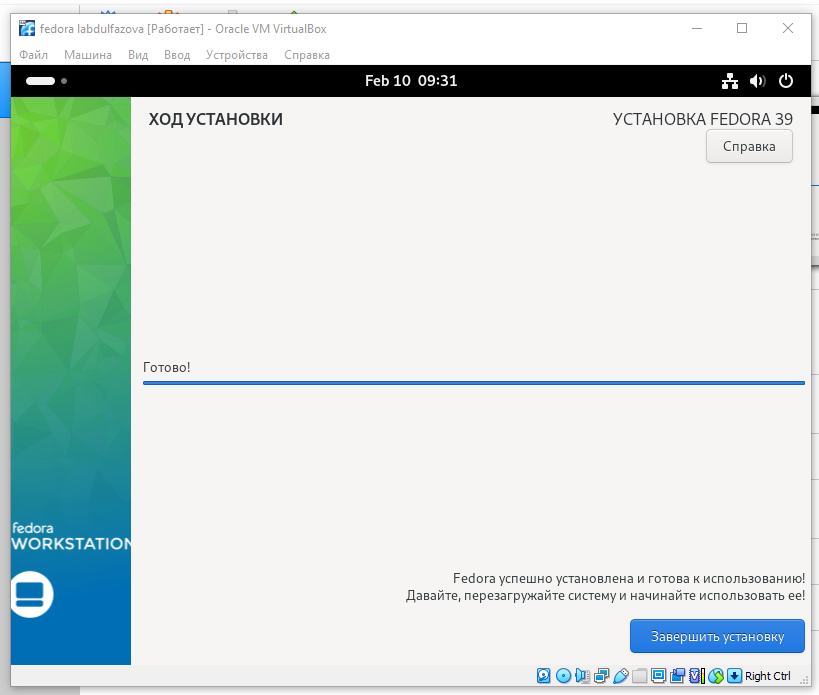 fedora labdulfazova [Работает] - Oracle VM VirtualBox
Файл Машина Вид Ввод Устройства Справка
Feb 10 09:31
ХОД УСТАНОВКИ
УСТАНОВКА FEDORA 39
Справка
Готово!
fedora
WORKSTATION
Fedora успешно установлена и готова к использованию!
Давайте, перезагружайте систему и начинайте использовать ее!
Завершить установку
Right Ctrl